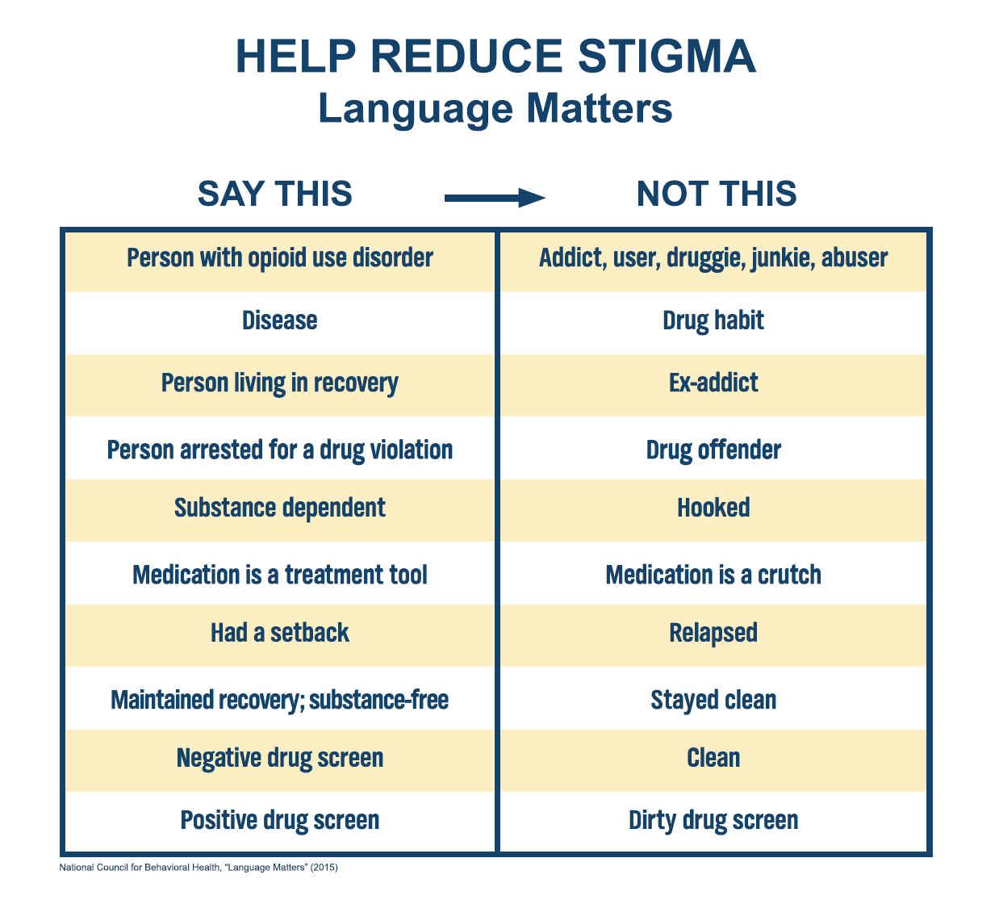 HELP REDUCE STIGMA
Language Matters
SAY THIS NOT THIS
Person with opioid use disorder Addict, user, druggie, junkie, abuser
Disease Drug habit
Person living in recovery Ex-addict
Person arrested for a drug violation Drug offender
Substance dependent Hooked
Medication is a treatment tool Medication is a crutch
Had a setback Relapsed
Maintained recovery; substance-free Stayed clean
Negative drug screen Clean
Positive drug screen Dirty drug screen
National Council for Behavioral Health, “Language Matters” (2015)